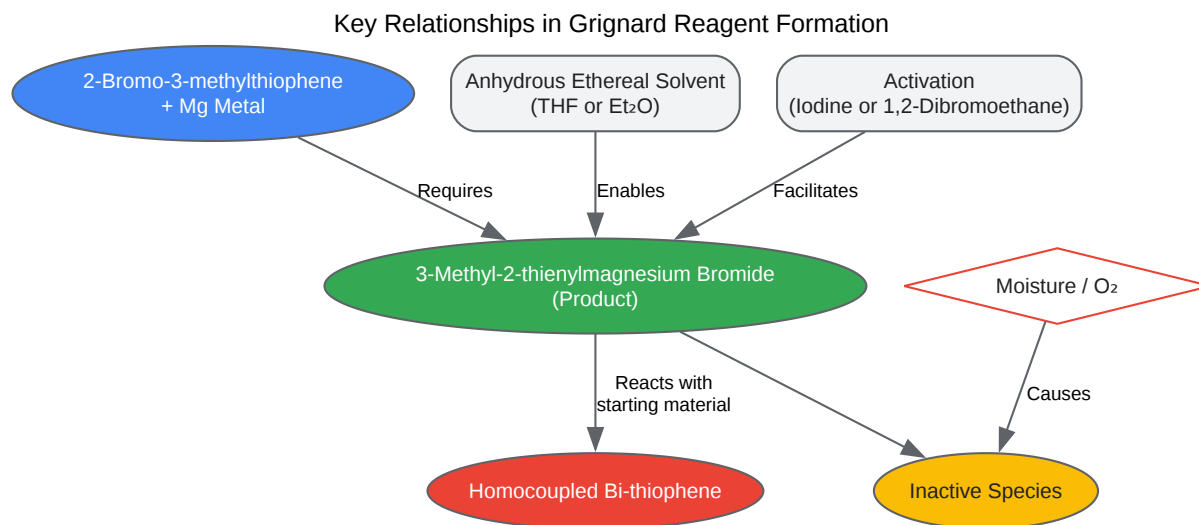 Key Relationships in Grignard Reagent Formation
2-Bromo-3-methylthiophene
+ Mg Metal
Anhydrous Ethereal Solvent
(THF or Et₂O)
Activation
(Iodine or 1,2-Dibromoethane)
Requires
Enables
Facilitates
3-Methyl-2-thienylmagnesium Bromide
(Product)
Moisture / O₂
Reacts with
starting material
Causes
Homocoupled Bi-thiophene
Inactive Species